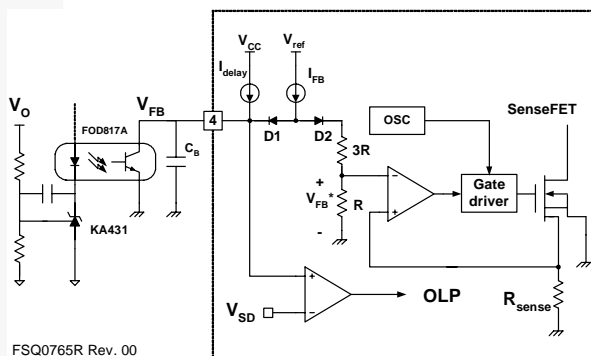 V_CC
V_ref
I_delay
I_FB
V_O
V_FB
4
FOD817A
C_B
D1
D2
3R
OSC
SenseFET
+
V_FB*
R
-
-
+
Gate
driver
KA431
+
-
V_SD
OLP
R_sense
FSQ0765R Rev. 00